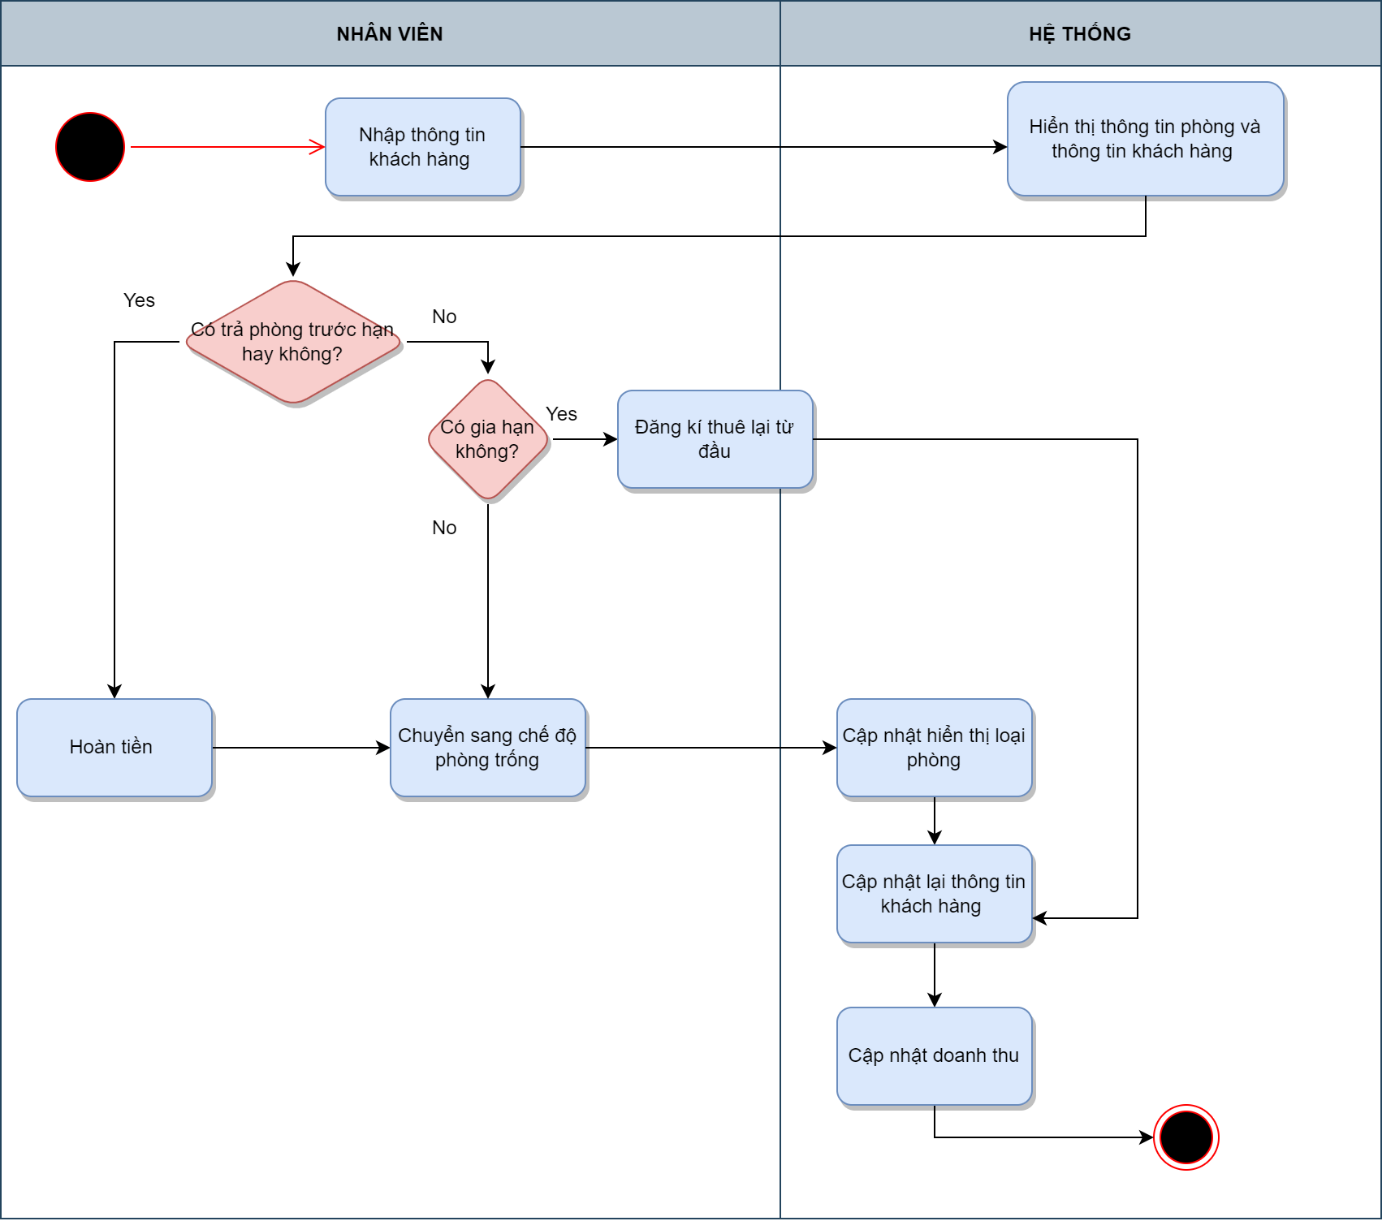 NHÂN VIÊN
HỆ THỐNG
Nhập thông tin
khách hàng
Hiển thị thông tin phòng và
thông tin khách hàng
Yes
Có trả phòng trước hạn
hay không?
No
Có gia hạn
không?
Yes
Đăng kí thuê lại từ
đầu
No
Hoàn tiền
Chuyển sang chế độ
phòng trống
Cập nhật hiển thị loại
phòng
Cập nhật lại thông tin
khách hàng
Cập nhật doanh thu